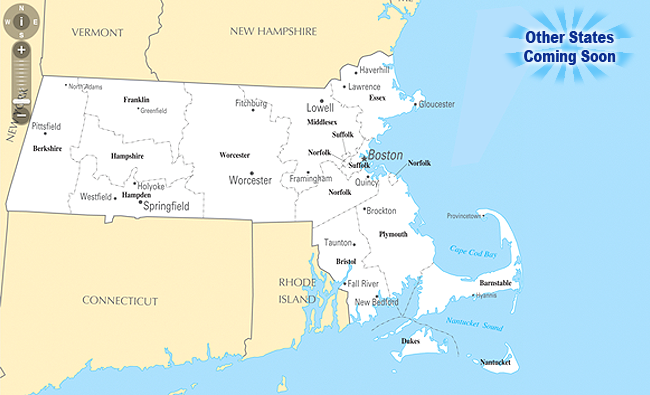 N
W
i
E
S
+
VERMONT
NEW HAMPSHIRE
Other States
Coming Soon
Haverhill
Lawrence
Essex
North Adams
Franklin
Greenfield
Fitchburg
Lowell
Gloucester
Middlesex
Pittsfield
Suffolk
Berkshire
Hampshire
Worcester
Norfolk
Boston
Suffolk
Norfolk
Framingham
Worcester
Quincy
Holyoke
Norfolk
Westfield
Hampden
Springfield
Brockton
Provincetown
Plymouth
Taunton
Cape Cod Bay
Bristol
RHODE
ISLAND
Fall River
Barnstable
CONNECTICUT
New Bedford
Hyannis
Nantucket Sound
Dukes
Nantucket